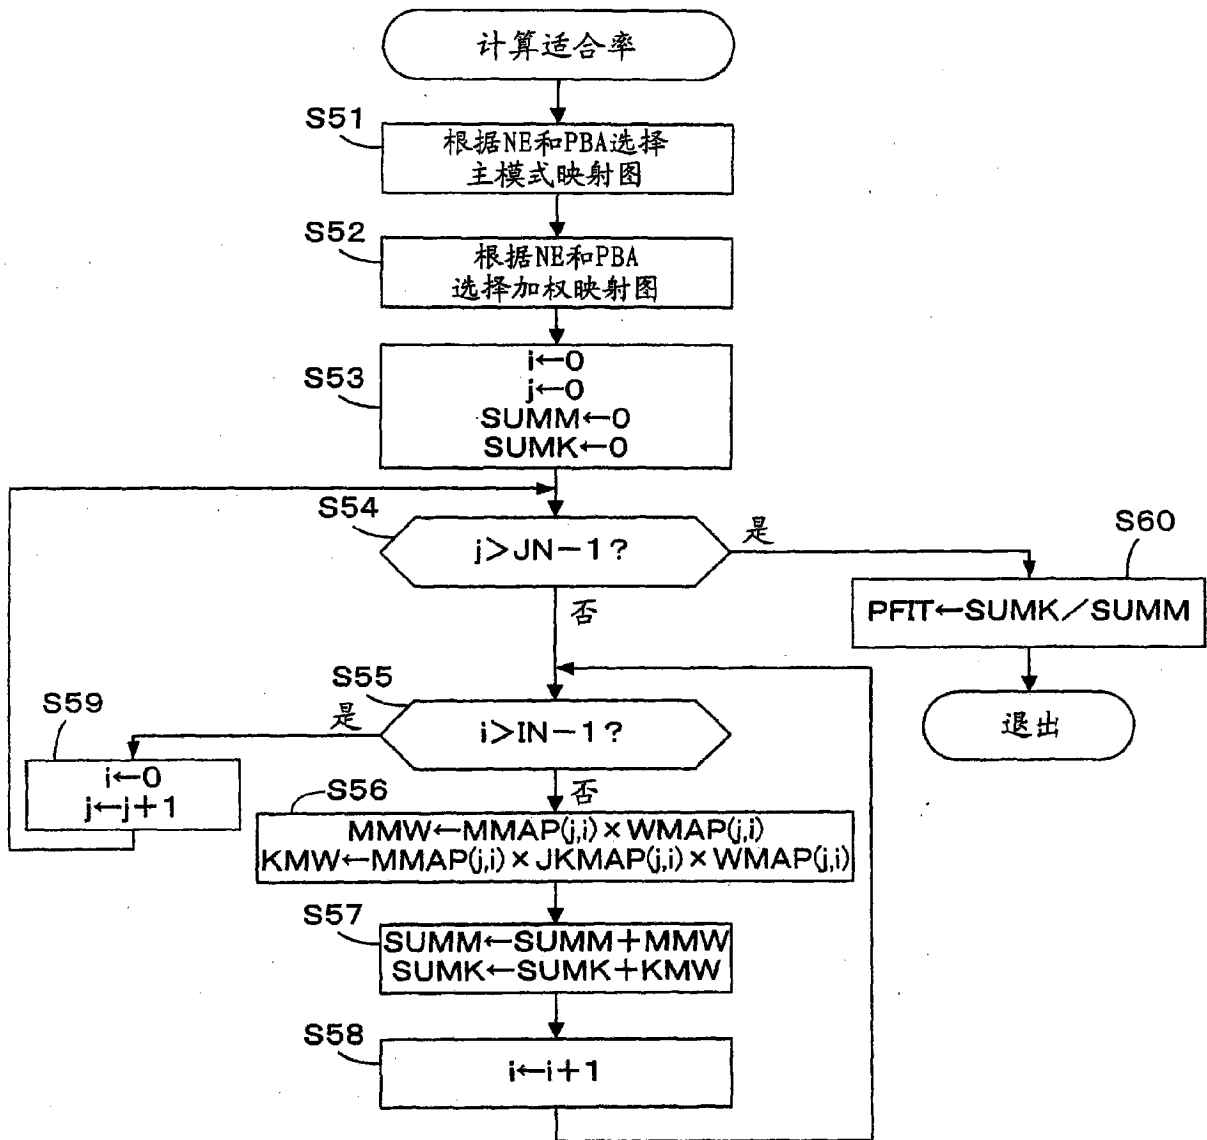 计算适合率
S51
根据NE和PBA选择
主模式映射图
S52
根据NE和PBA
选择加权映射图
S53
i←0
j←0
SUMM←0
SUMK←0
S54
j>JN-1?
是
否
S60
PFIT←SUMK/SUMM
退出
S55
i>IN-1?
是
否
S59
i←0
j←j+1
S56
MMW←MMAP(j,i)×WMAP(j,i)
KMW←MMAP(j,i)×JKMAP(j,i)×WMAP(j,i)
S57
SUMM←SUMM+MMW
SUMK←SUMK+KMW
S58
i←i+1